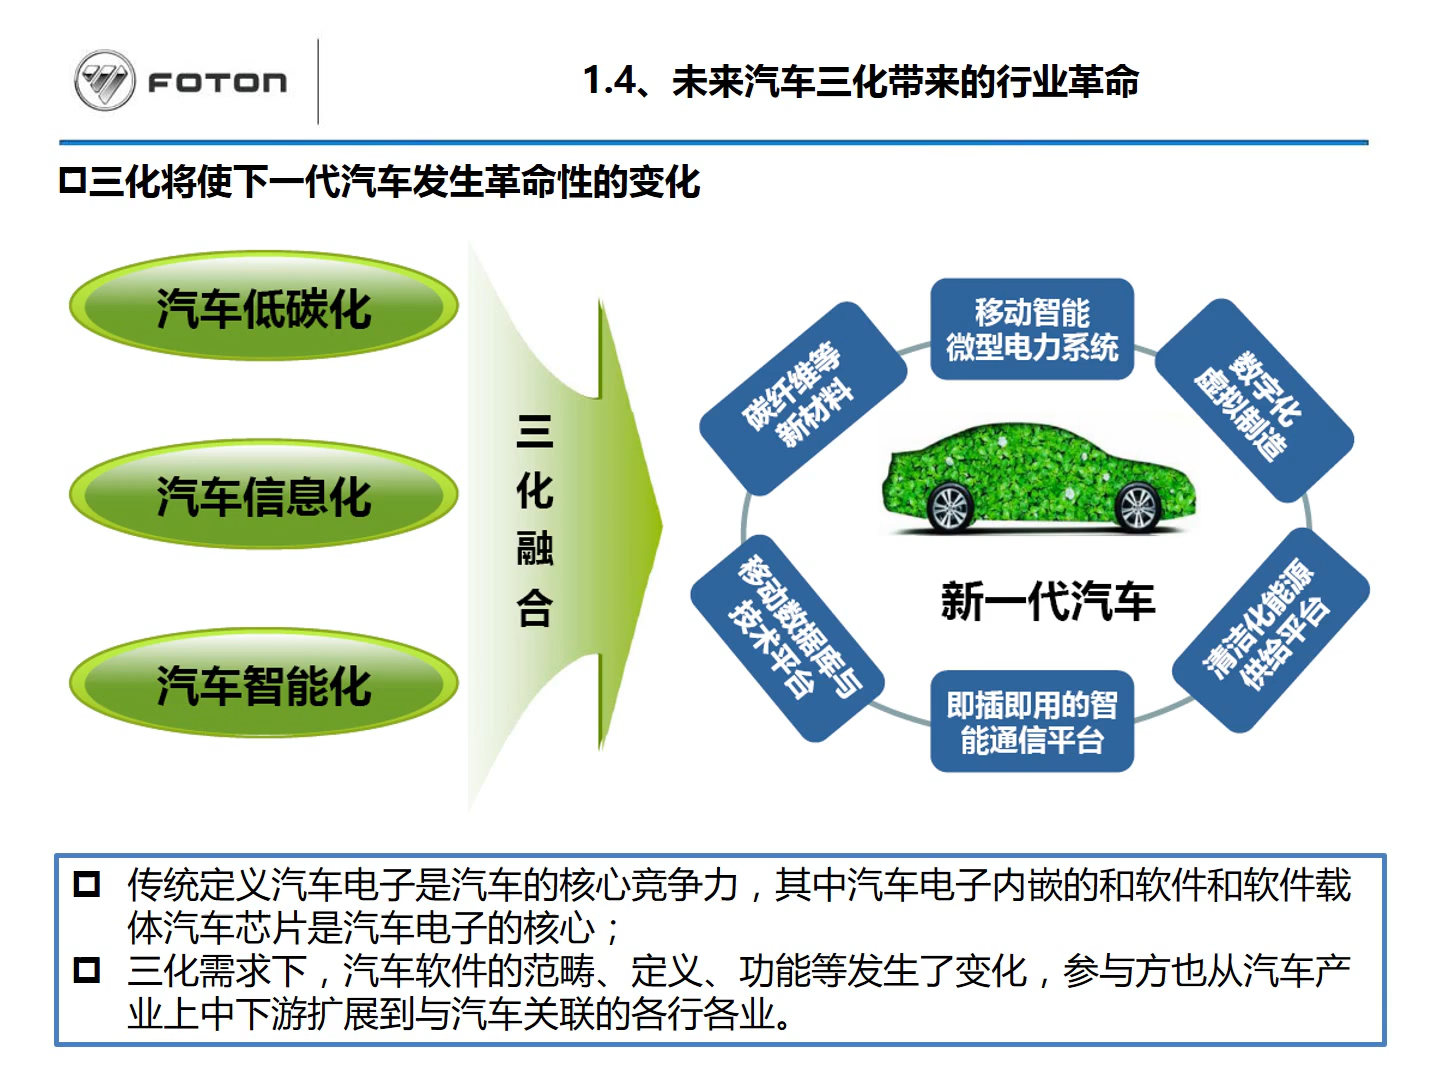 FOTON
1.4、未来汽车三化带来的行业革命
三化将使下一代汽车发生革命性的变化
汽车低碳化
汽车信息化
汽车智能化
三
化
融
合
移动智能
微型电力系统
数字化
虚拟制造
清洁化能源
供给平台
即插即用的智
能通信平台
移动数据库与
技术平台
碳纤维等
新材料
新一代汽车
传统定义汽车电子是汽车的核心竞争力，其中汽车电子内嵌的和软件和软件载
体汽车芯片是汽车电子的核心；
三化需求下，汽车软件的范畴、定义、功能等发生了变化，参与方也从汽车产
业上中下游扩展到与汽车关联的各行各业。